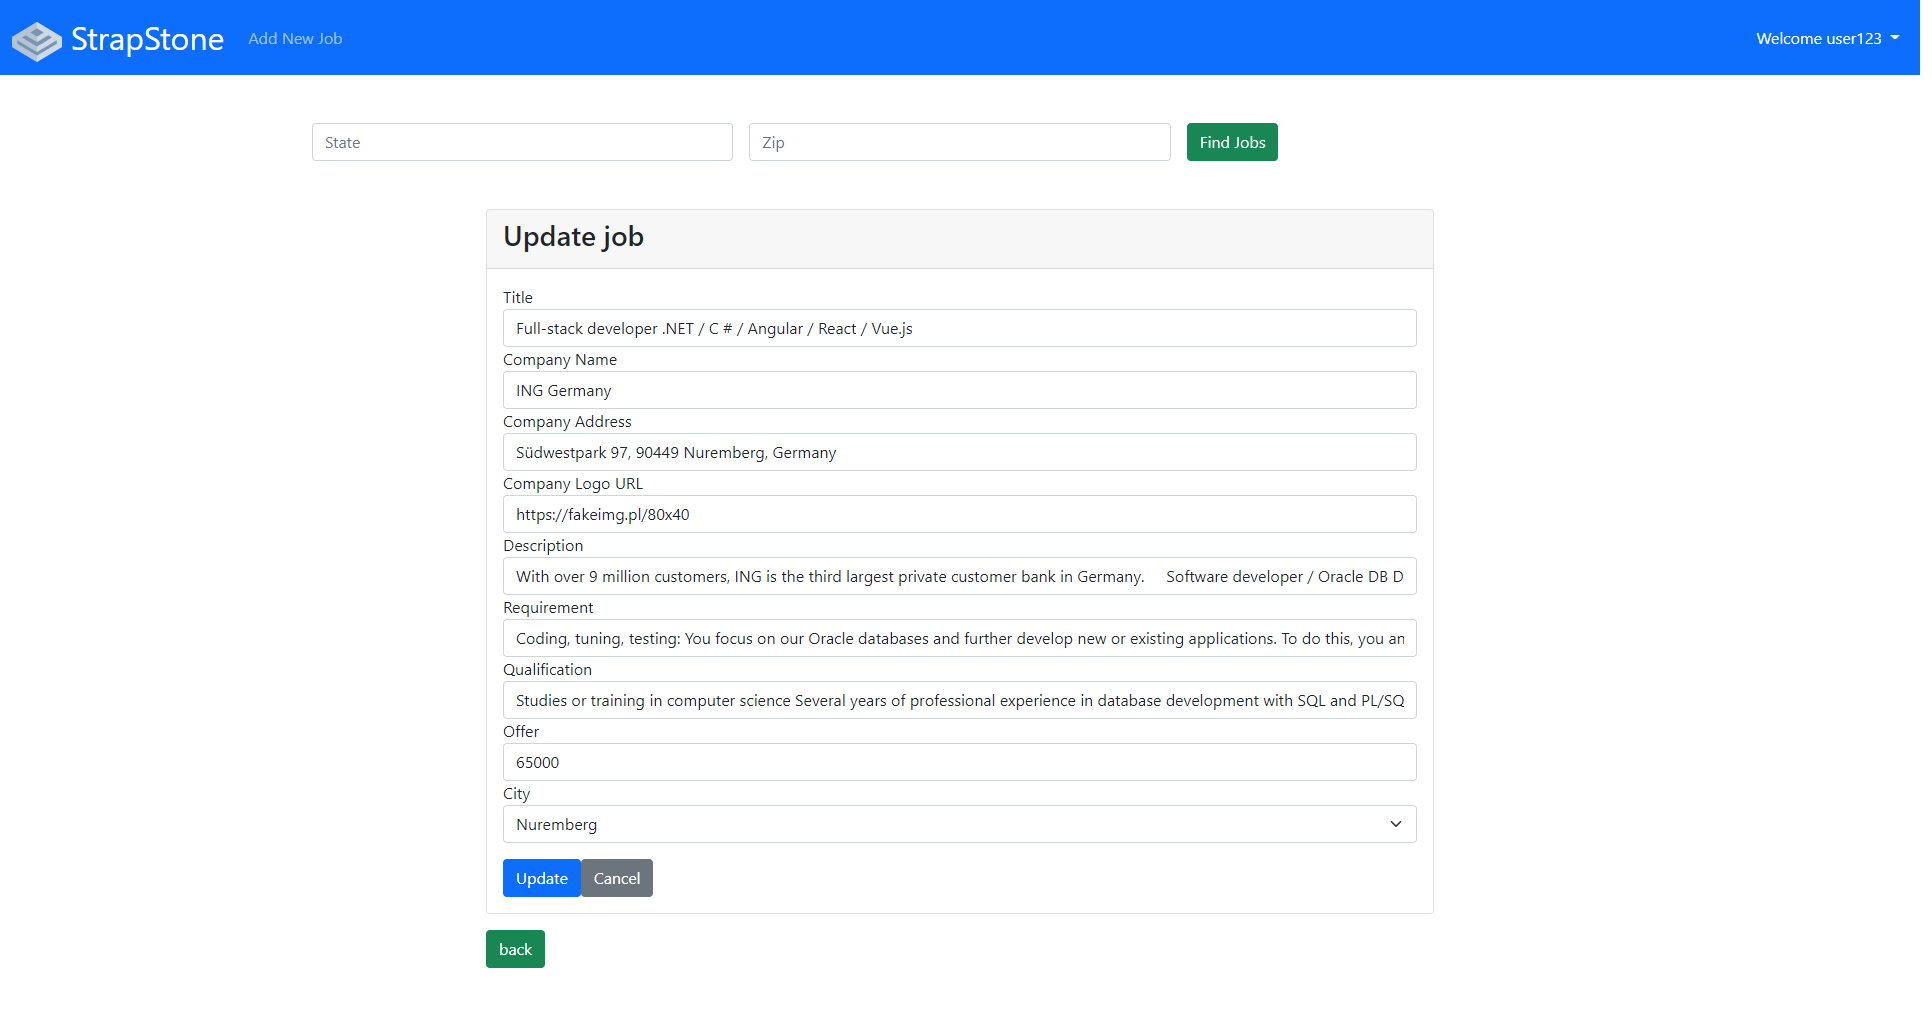 StrapStone Add New Job Welcome user123
State Zip Find Jobs
Update job
Title
Full-stack developer .NET / C # / Angular / React / Vue.js
Company Name
ING Germany
Company Address
Südwestpark 97, 90449 Nuremberg, Germany
Company Logo URL
https://fakeimg.pl/80x40
Description
With over 9 million customers, ING is the third largest private customer bank in Germany. Software developer / Oracle DB D
Requirement
Coding, tuning, testing: You focus on our Oracle databases and further develop new or existing applications. To do this, you an
Qualification
Studies or training in computer science Several years of professional experience in database development with SQL and PL/SQ
Offer
65000
City
Nuremberg
Update Cancel
back